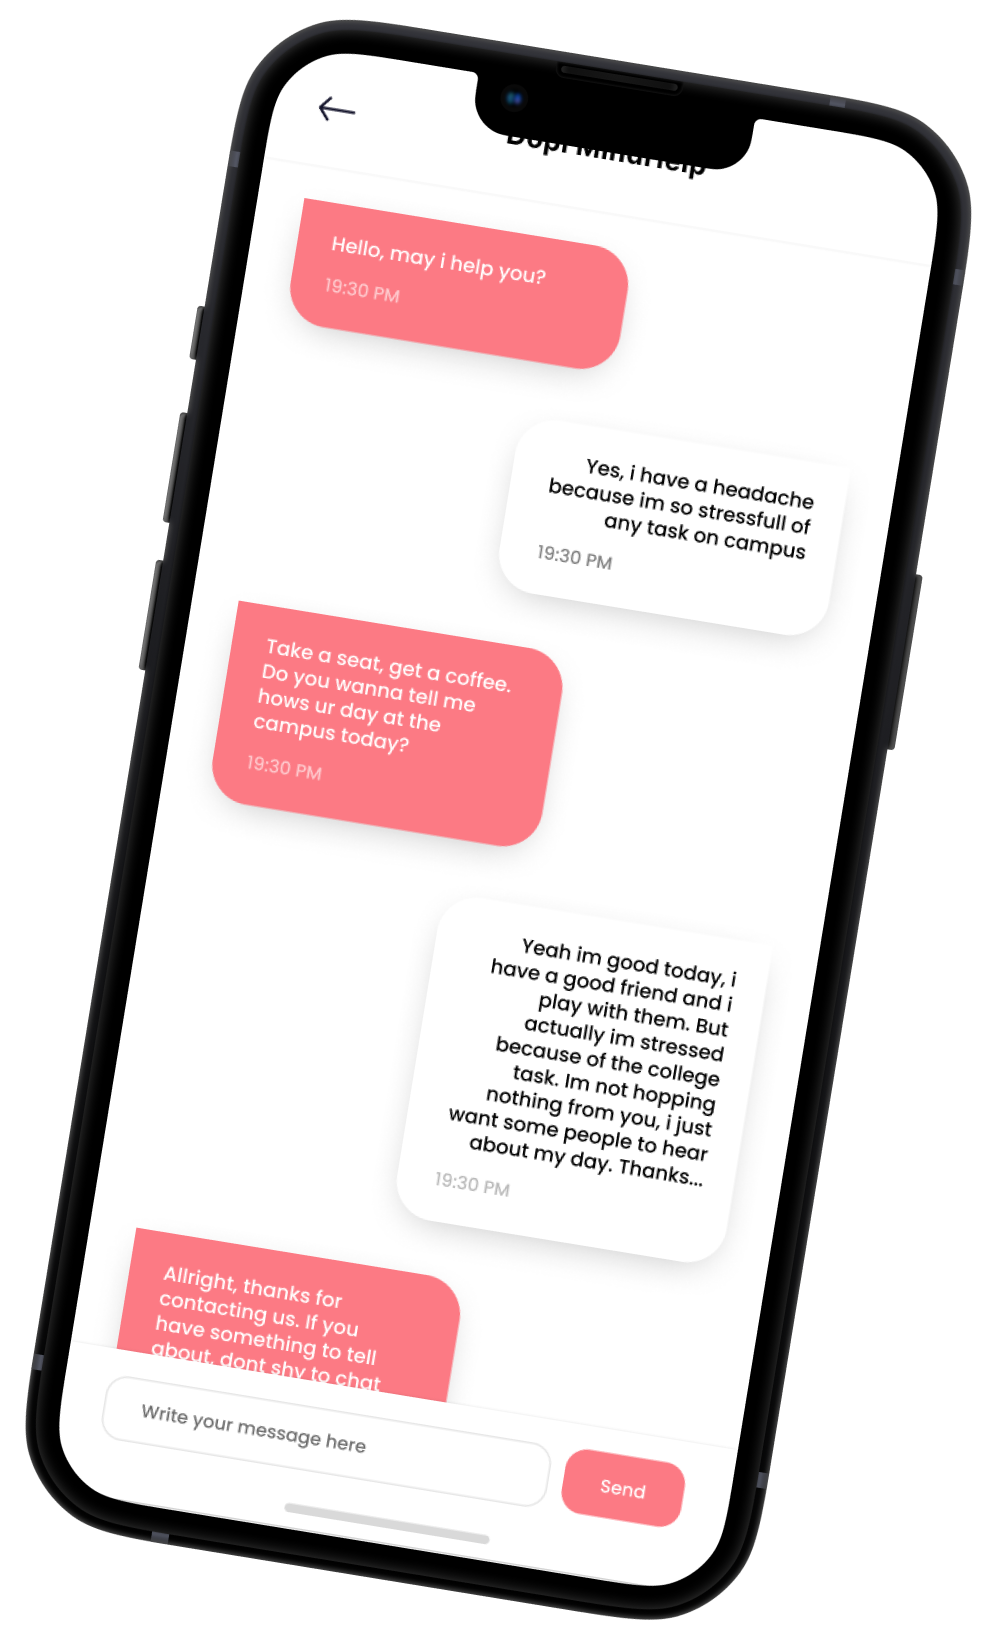 Dopi MindHelp
Hello, may i help you?
19:30 PM
Yes, i have a headache
because im so stressfull of
any task on campus
19:30 PM
Take a seat, get a coffee.
Do you wanna tell me
hows ur day at the
campus today?
19:30 PM
Yeah im good today, i
have a good friend and i
play with them. But
actually im stressed
because of the college
task. Im not hopping
nothing from you, i just
want some people to hear
about my day. Thanks...
19:30 PM
Allright, thanks for
contacting us. If you
have something to tell
about, dont shy to chat
Write your message here
Send